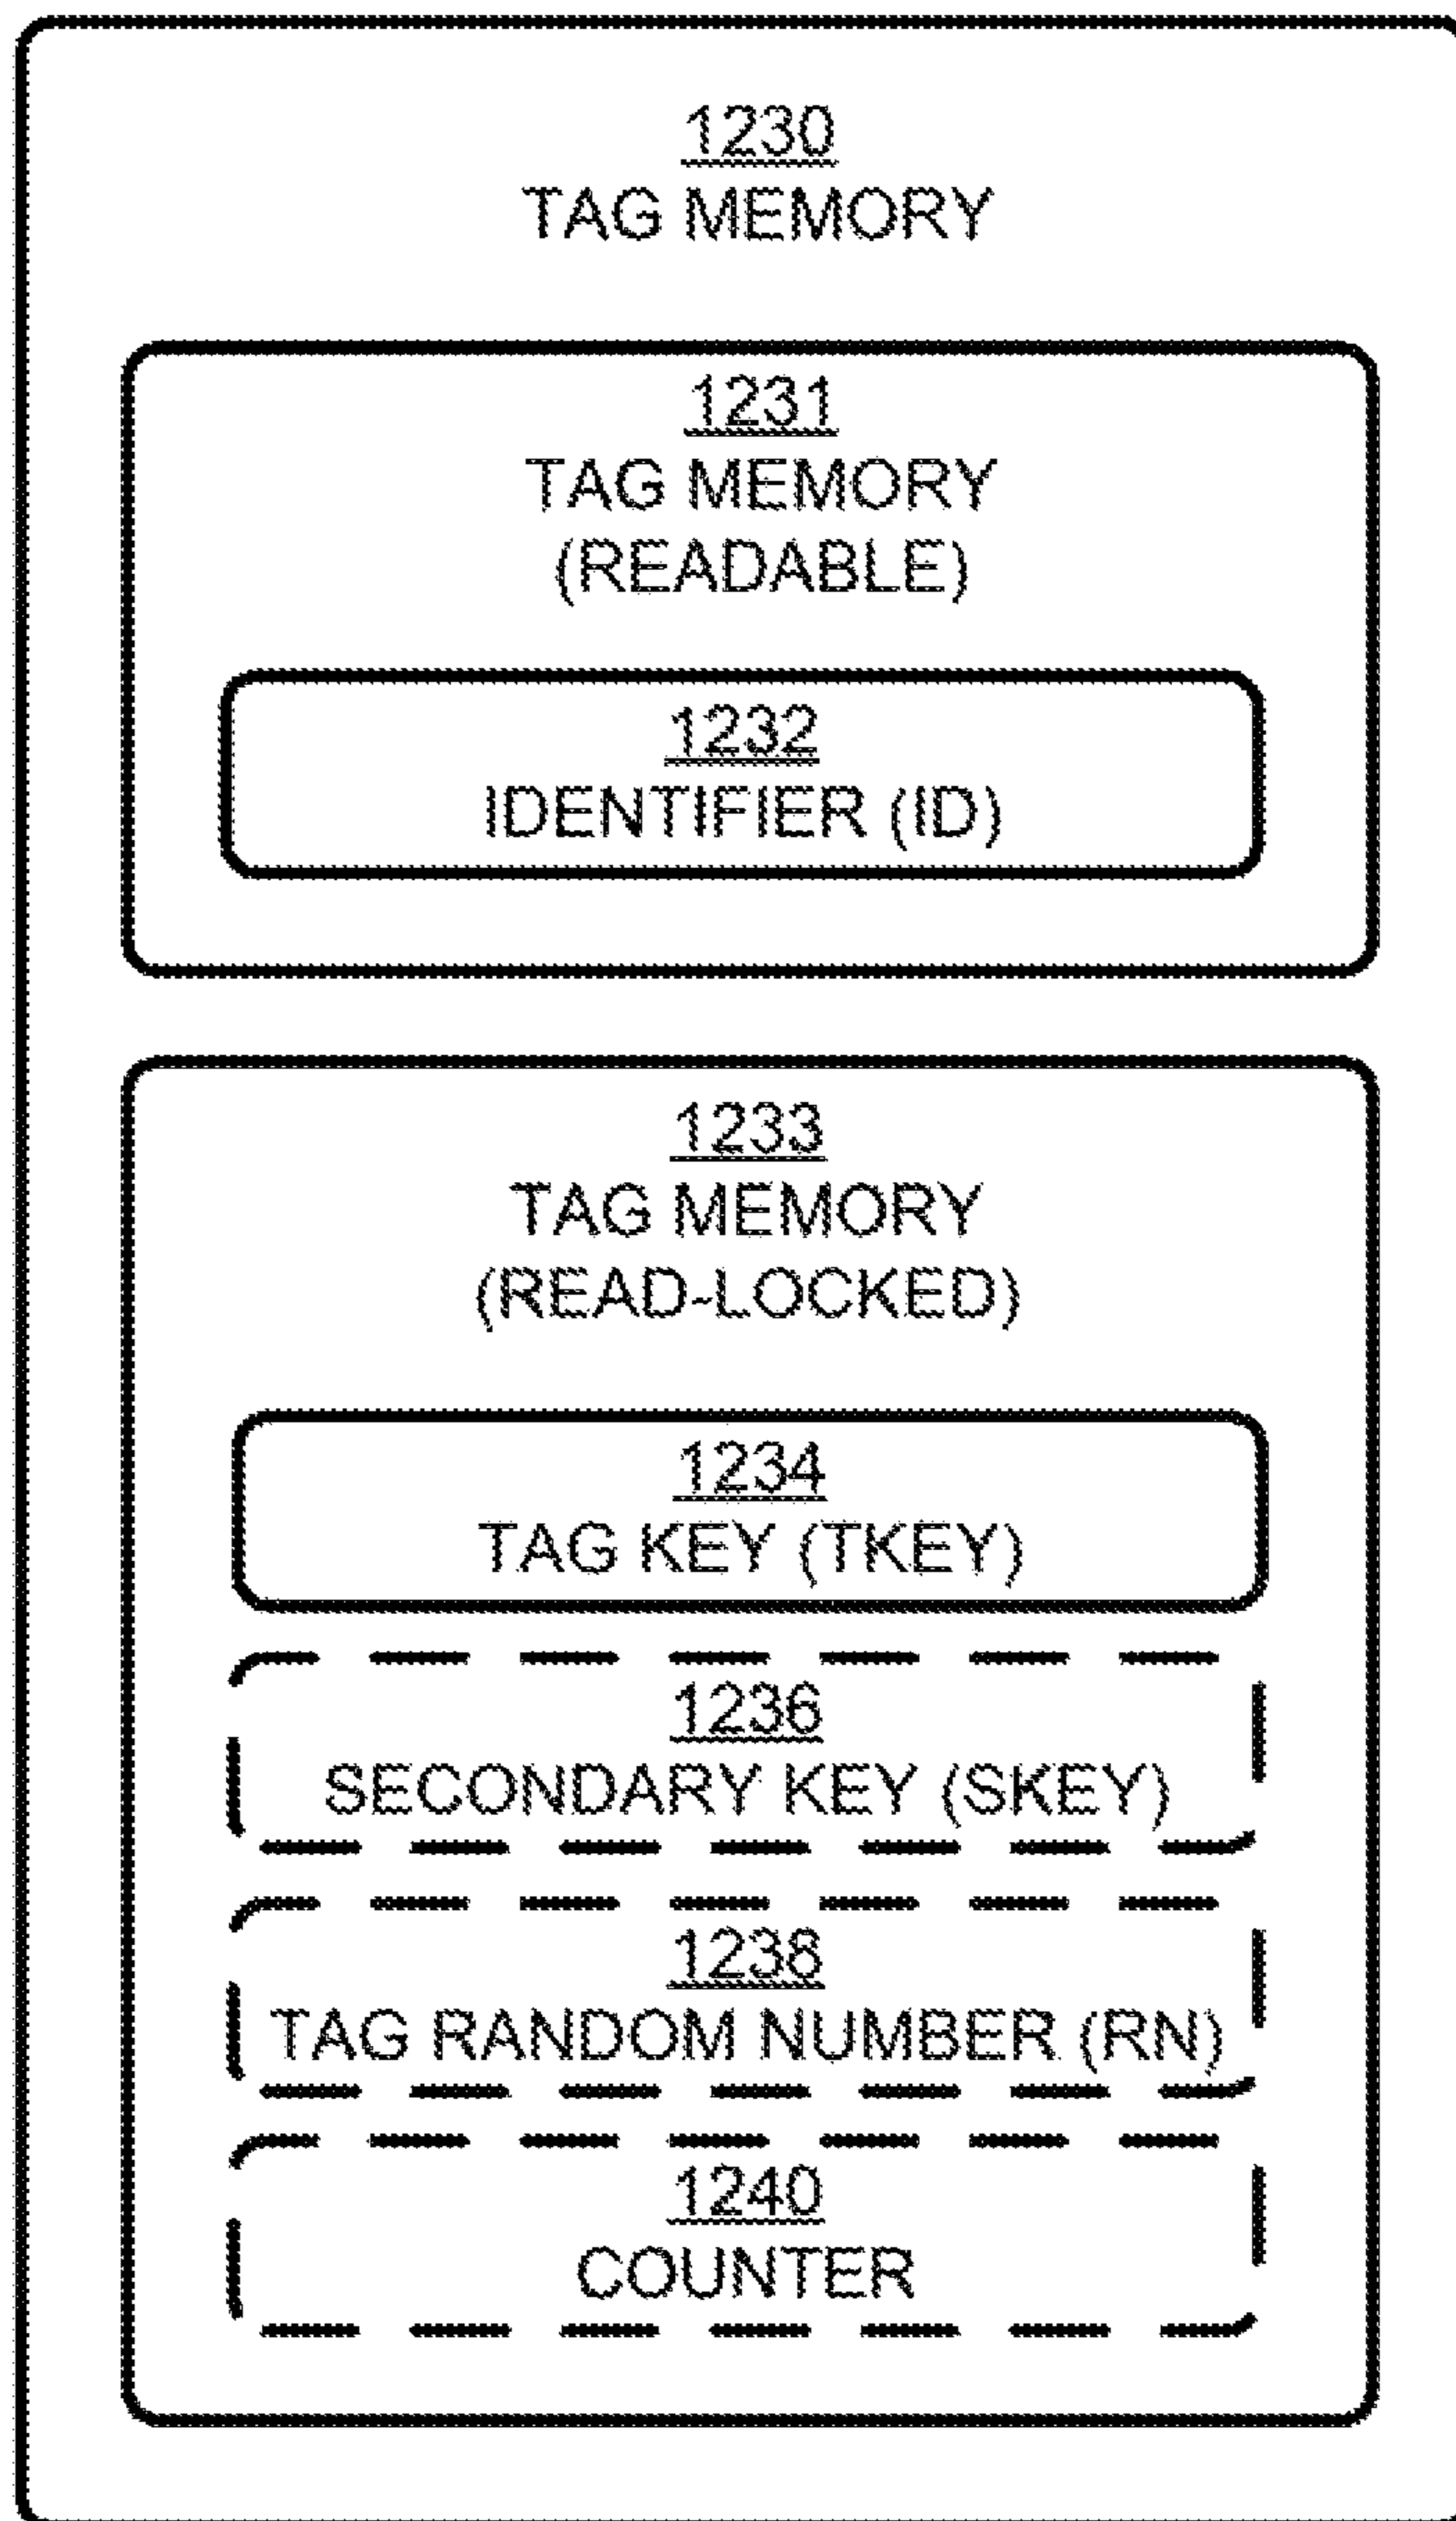 1230
TAG MEMORY
1231
TAG MEMORY
(READABLE)
1232
IDENTIFIER (ID)
1233
TAG MEMORY
(READ-LOCKED)
1234
TAG KEY (TKEY)
1236
SECONDARY KEY (SKEY)
1238
TAG RANDOM NUMBER (RN)
1240
COUNTER